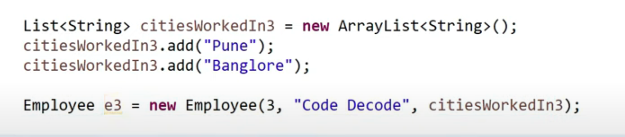 List<String> citiesWorkedIn3 = new ArrayList<String>();
citiesWorkedIn3.add("Pune");
citiesWorkedIn3.add("Banglore");
Employee e3 = new Employee(3, "Code Decode", citiesWorkedIn3);